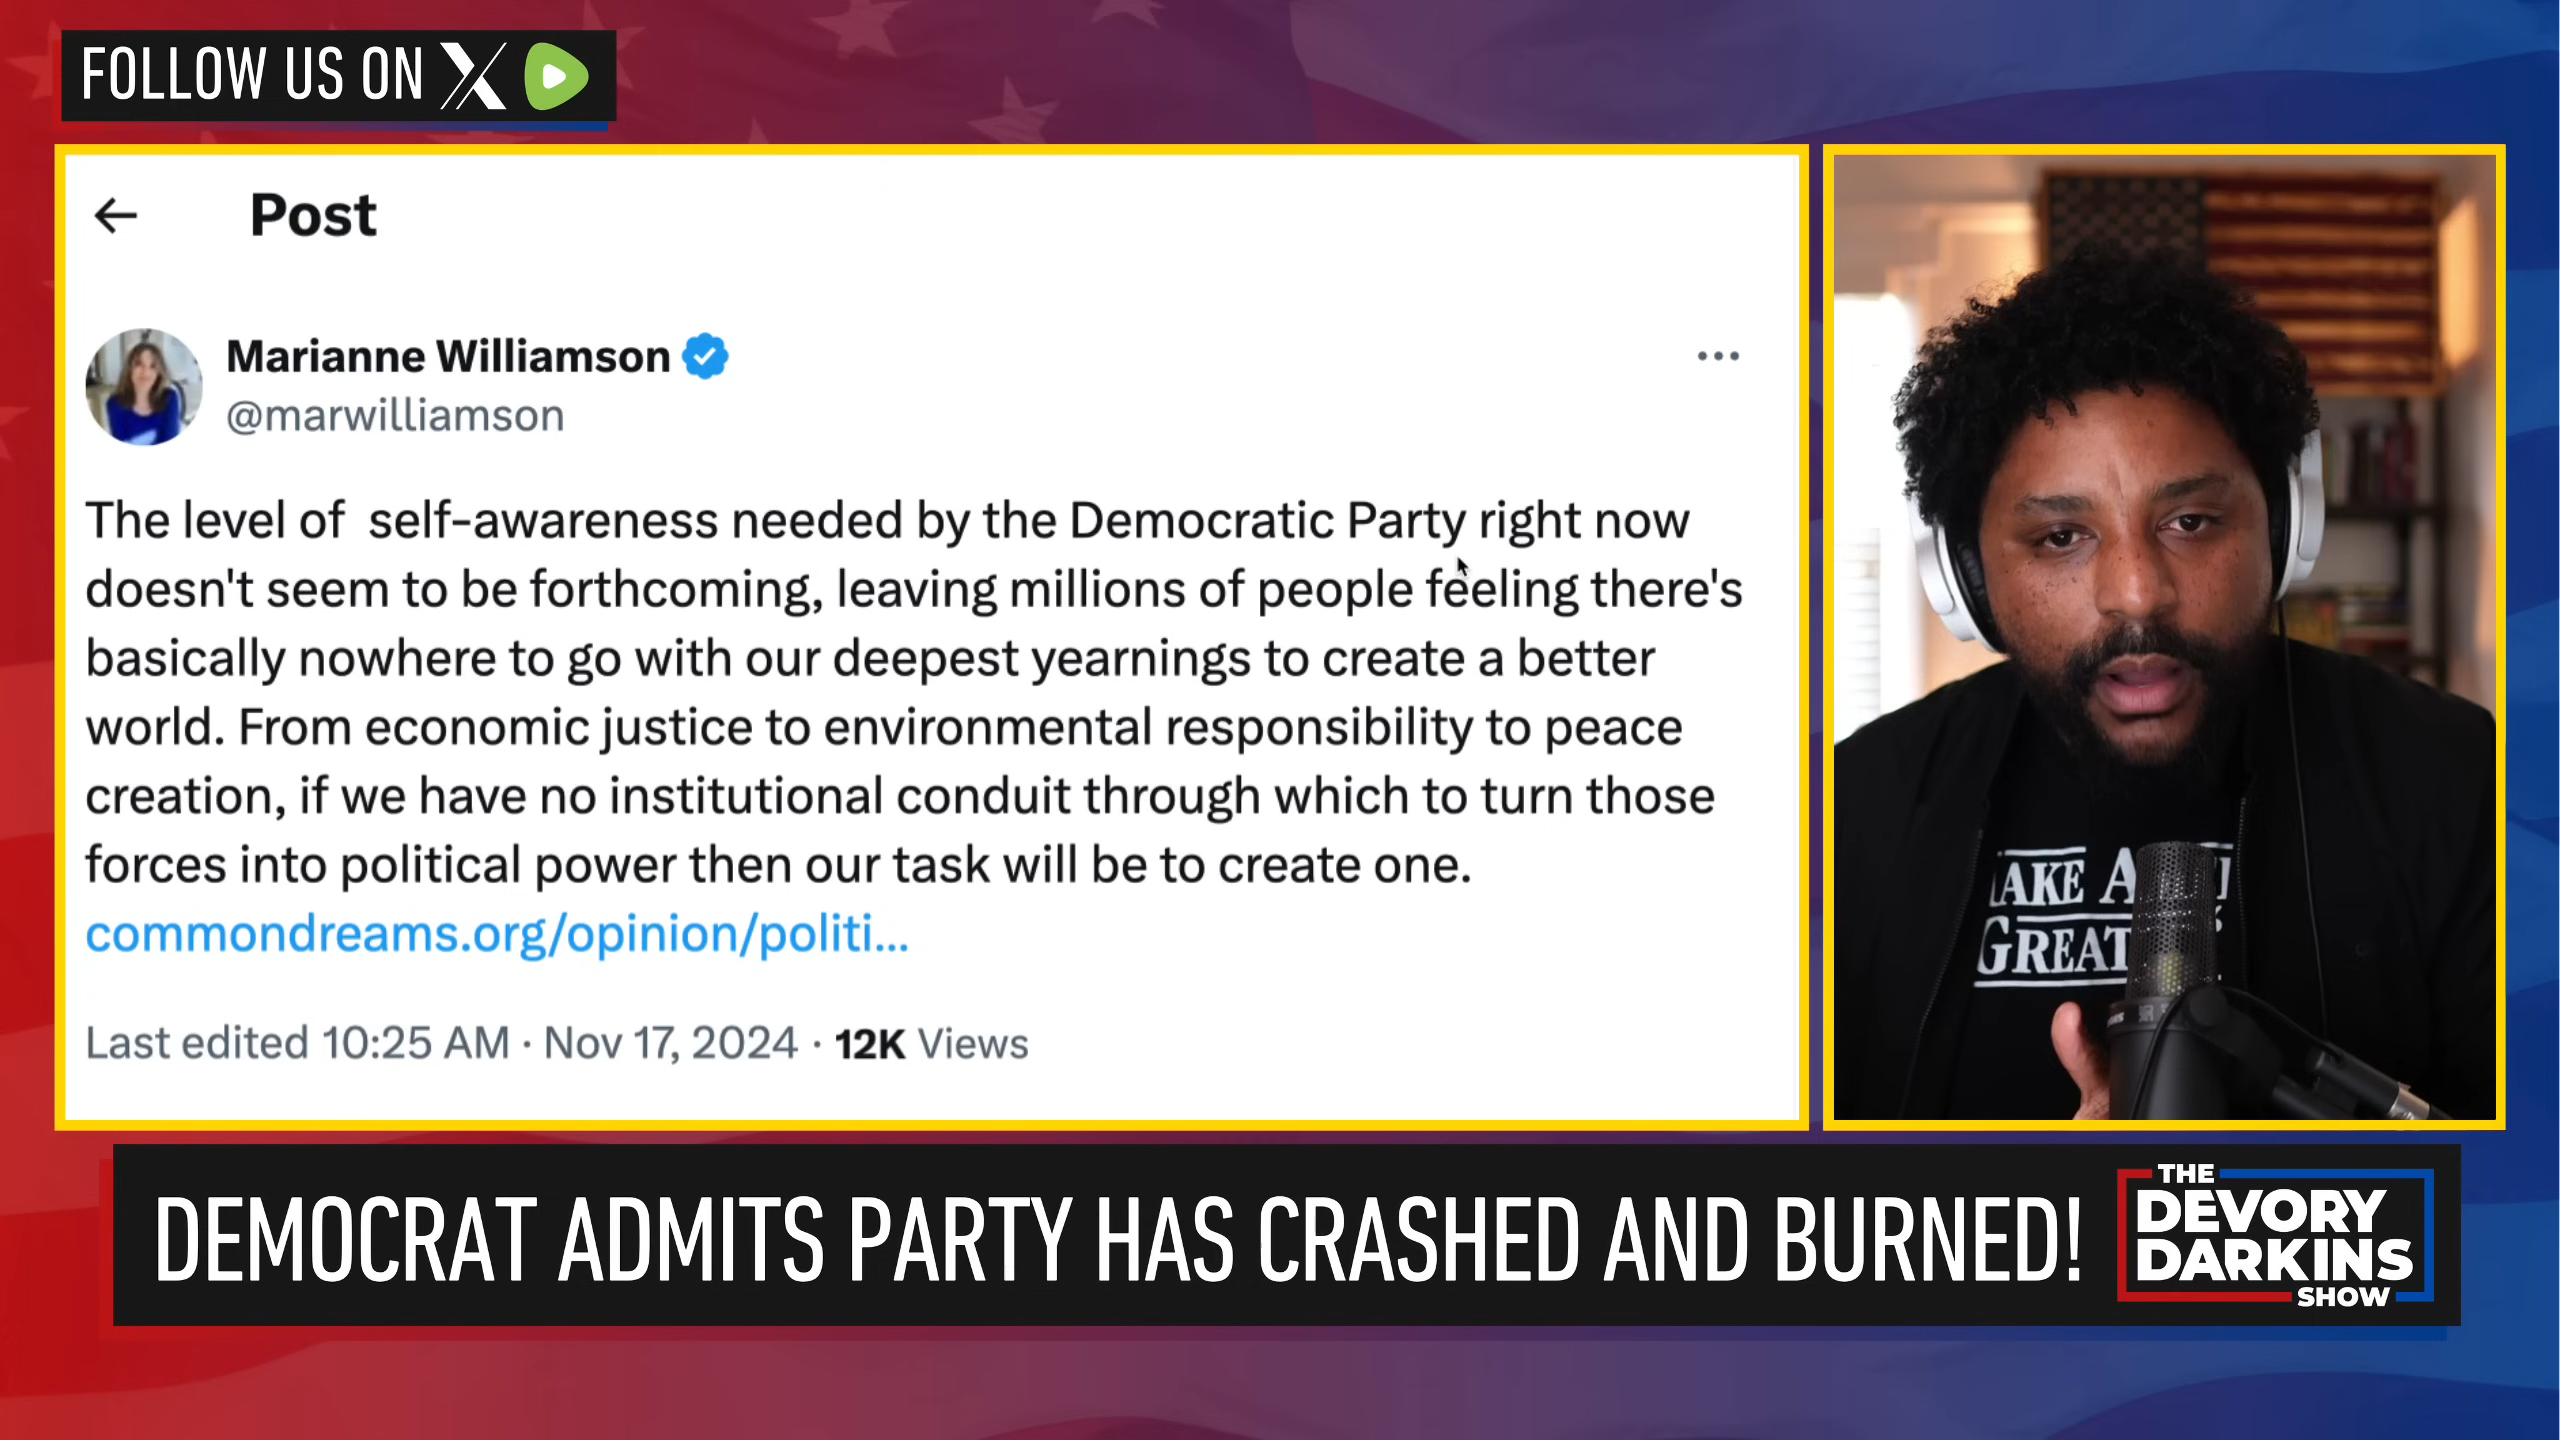 FOLLOW US ON X
Post
Marianne Williamson
@marwilliamson
The level of  self-awareness needed by the Democratic Party right now
doesn't seem to be forthcoming, leaving millions of people feeling there's
basically nowhere to go with our deepest yearnings to create a better
world. From economic justice to environmental responsibility to peace
creation, if we have no institutional conduit through which to turn those
forces into political power then our task will be to create one.
commondreams.org/opinion/politi...
Last edited 10:25 AM · Nov 17, 2024 · 12K Views
GREAT
DEMOCRAT ADMITS PARTY HAS CRASHED AND BURNED!
THE
DEVORY
DARKINS
SHOW